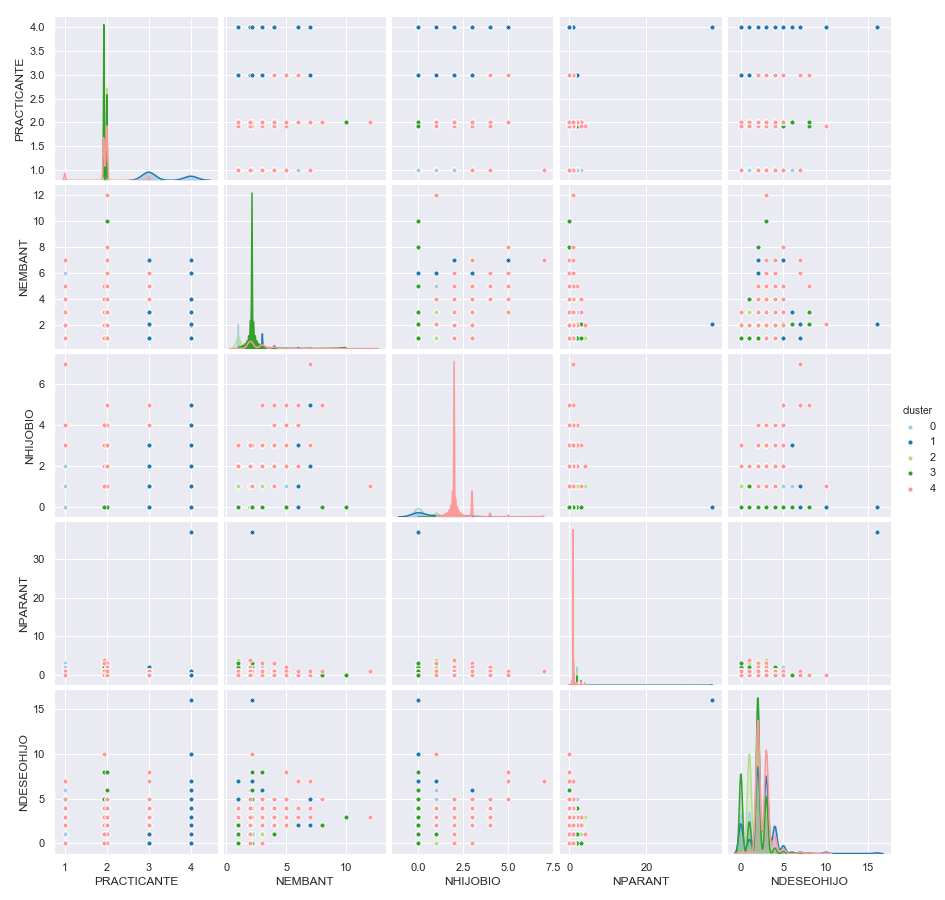 4.0
3.5
3.0
2.5
2.0
1.5
1.0
PRACTICANTE
12
10
8
6
4
2
NEMBANT
6
4
2
0
NHIJOBIO
30
20
10
0
NPARANT
15
10
5
0
NDESEOHIJO
1 2 3 4
PRACTICANTE
0 5 10
NEMBANT
0.0 2.5 5.0 7.5
NHIJOBIO
0 20
NPARANT
0 5 10 15
NDESEOHIJO
cluster
0
1
2
3
4